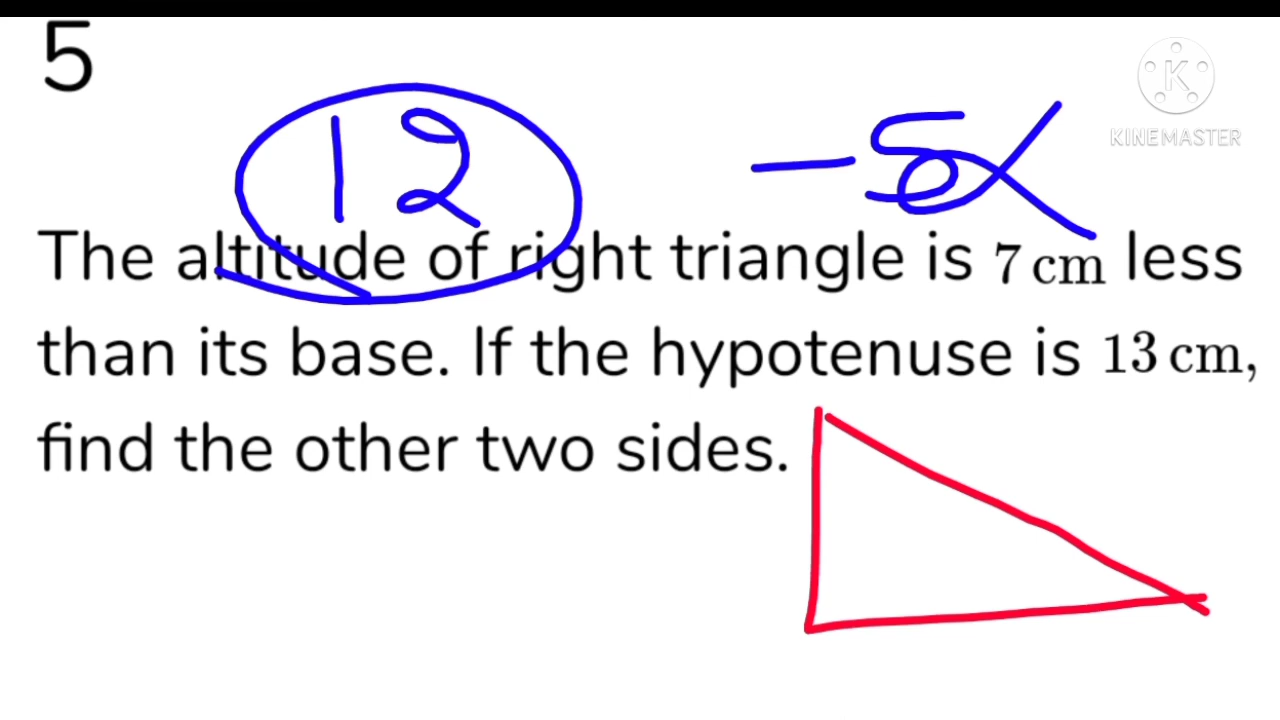 5
12 -5
K
KINEMASTER
The altitude of right triangle is 7 cm less
than its base. If the hypotenuse is 13 cm,
find the other two sides.